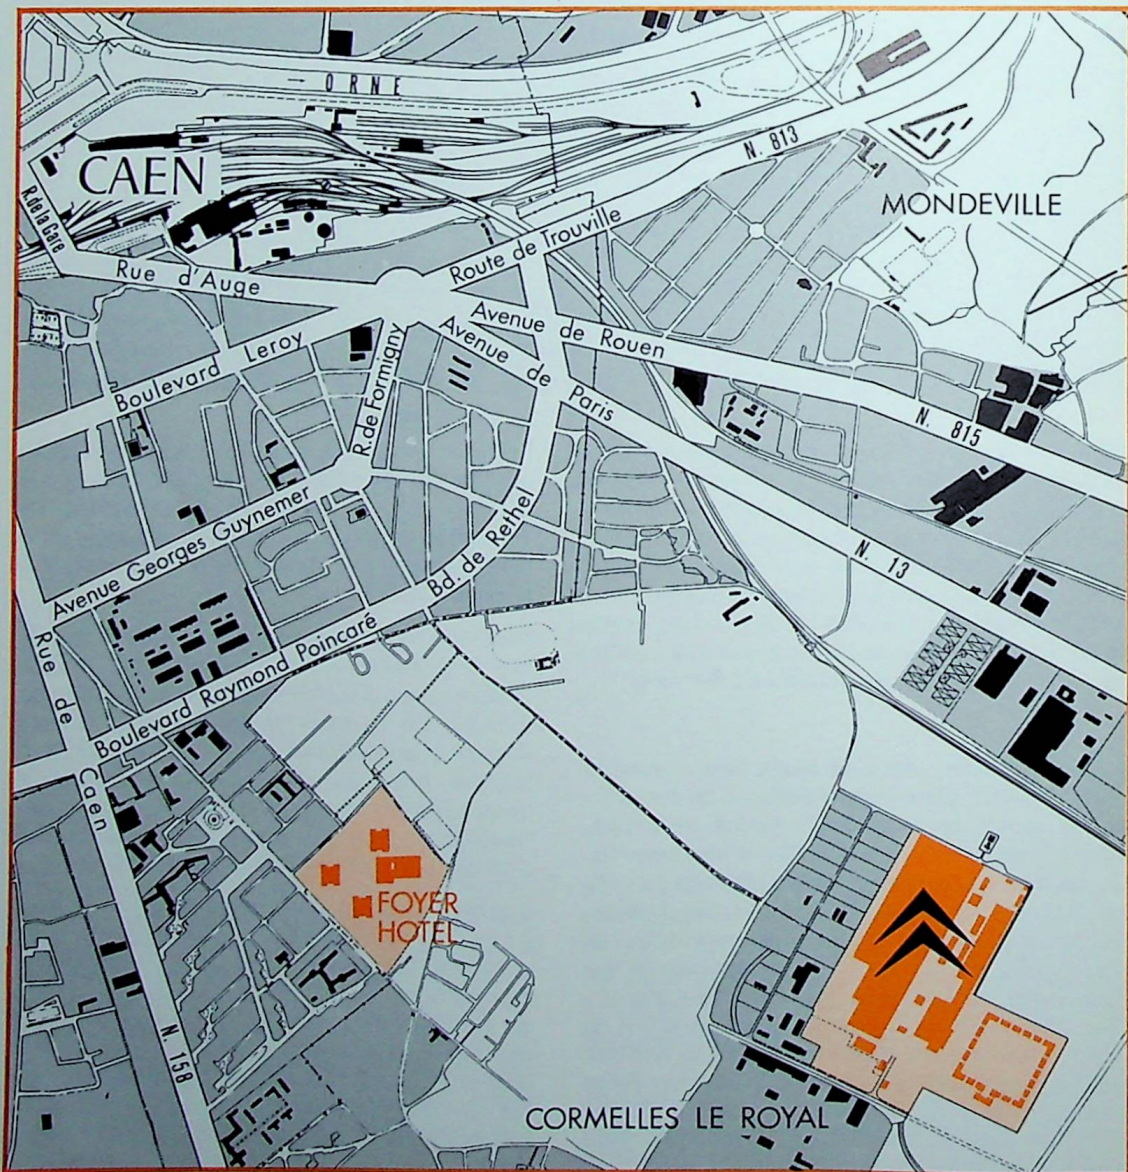 ORNE
CAEN
N. 813
MONDEVILLE
R. de la Gare
Route de Trouville
Rue d'Auge
Avenue de Rouen
Avenue de Paris
Boulevard Leroy
R. de Formigny
N. 815
Avenue Georges Guynemer
Bd. de Rethel
N. 13
Boulevard Raymond Poincaré
Rue de Caen
FOYER
HOTEL
N. 158
CORMELLES LE ROYAL